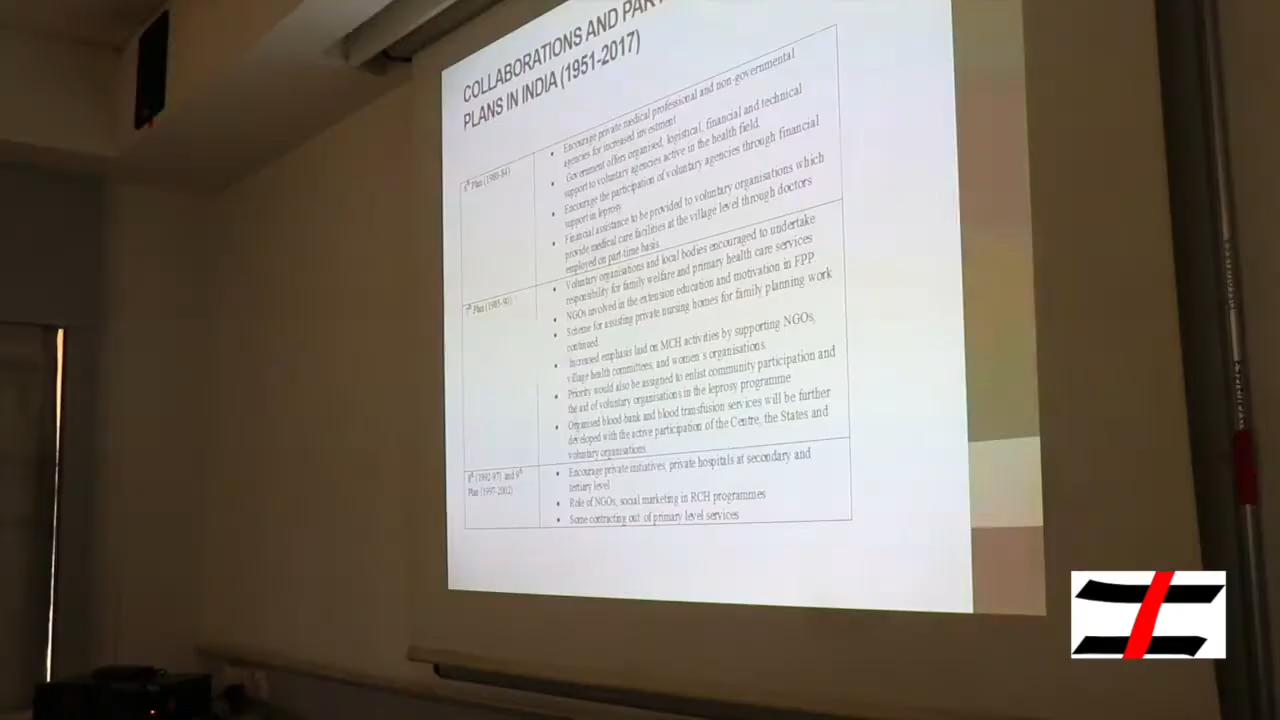 COLLABORATIONS AND
PLANS IN INDIA (1951-2017)
6th Plan (1980-84)
• Encourage private medical professional and non-governmental
agencies for increased investment
• Government offers organised, logistical, financial and technical
support to voluntary agencies active in the health field.
• Encourage the participation of voluntary agencies through financial
support in leprosy.
• Financial assistance to be provided to voluntary organisations which
provide medical care facilities at the village level through doctors
employed on part-time basis.
7th Plan (1985-90)
• Voluntary organisations and local bodies encouraged to undertake
responsibility for family welfare and primary health care services
• NGOs involved in the extension education and motivation in FPP
• Scheme for assisting private nursing homes for family planning work
continued.
• Increased emphasis laid on MCH activities by supporting NGOs,
village health committees, and women's organisations.
• Priority would also be assigned to enlist community participation and
the aid of voluntary organisations in the leprosy programme
• Organised blood bank and blood transfusion services will be further
developed with the active participation of the Centre, the States and
voluntary organisations.
8th (1992-97) and 9th
Plan (1997-2002)
• Encourage private initiatives, private hospitals at secondary and
tertiary level
• Role of NGOs, social marketing in RCH programmes
• Some contracting out of primary level services